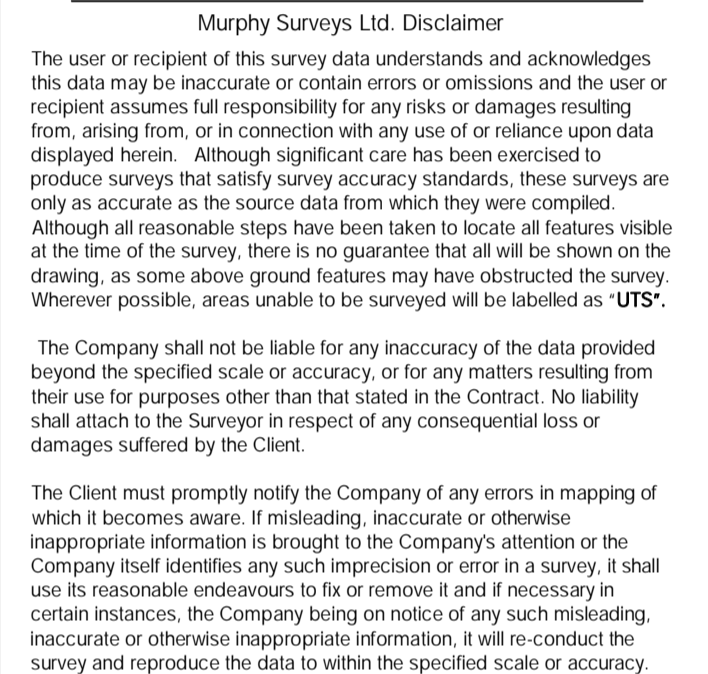 Murphy Surveys Ltd. Disclaimer
The user or recipient of this survey data understands and acknowledges
this data may be inaccurate or contain errors or omissions and the user or
recipient assumes full responsibility for any risks or damages resulting
from, arising from, or in connection with any use of or reliance upon data
displayed herein.   Although significant care has been exercised to
produce surveys that satisfy survey accuracy standards, these surveys are
only as accurate as the source data from which they were compiled.
Although all reasonable steps have been taken to locate all features visible
at the time of the survey, there is no guarantee that all will be shown on the
drawing, as some above ground features may have obstructed the survey.
Wherever possible, areas unable to be surveyed will be labelled as “UTS”.
The Company shall not be liable for any inaccuracy of the data provided
beyond the specified scale or accuracy, or for any matters resulting from
their use for purposes other than that stated in the Contract. No liability
shall attach to the Surveyor in respect of any consequential loss or
damages suffered by the Client.
The Client must promptly notify the Company of any errors in mapping of
which it becomes aware. If misleading, inaccurate or otherwise
inappropriate information is brought to the Company's attention or the
Company itself identifies any such imprecision or error in a survey, it shall
use its reasonable endeavours to fix or remove it and if necessary in
certain instances, the Company being on notice of any such misleading,
inaccurate or otherwise inappropriate information, it will re-conduct the
survey and reproduce the data to within the specified scale or accuracy.